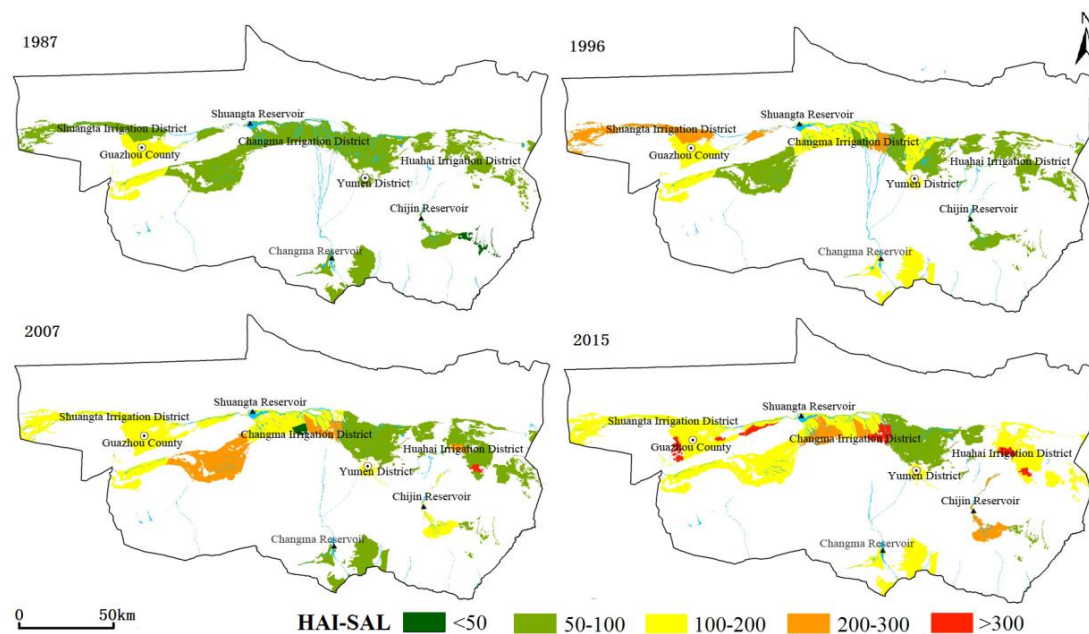 1987
Shuangta Reservoir
Shuangta Irrigation District
Changma Irrigation District
Guazhou County
Huahai Irrigation District
Yumen District
Chijin Reservoir
Changma Reservoir
N
1996
Shuangta Reservoir
Shuangta Irrigation District
Changma Irrigation District
Guazhou County
Huahai Irrigation District
Yumen District
Chijin Reservoir
Changma Reservoir
2007
Shuangta Reservoir
Shuangta Irrigation District
Changma Irrigation District
Guazhou County
Huahai Irrigation District
Yumen District
Chijin Reservoir
Changma Reservoir
2015
Shuangta Reservoir
Shuangta Irrigation District
Changma Irrigation District
Guazhou County
Huahai Irrigation District
Yumen District
Chijin Reservoir
Changma Reservoir
0 50km
HAI-SAL <50 50-100 100-200 200-300 >300